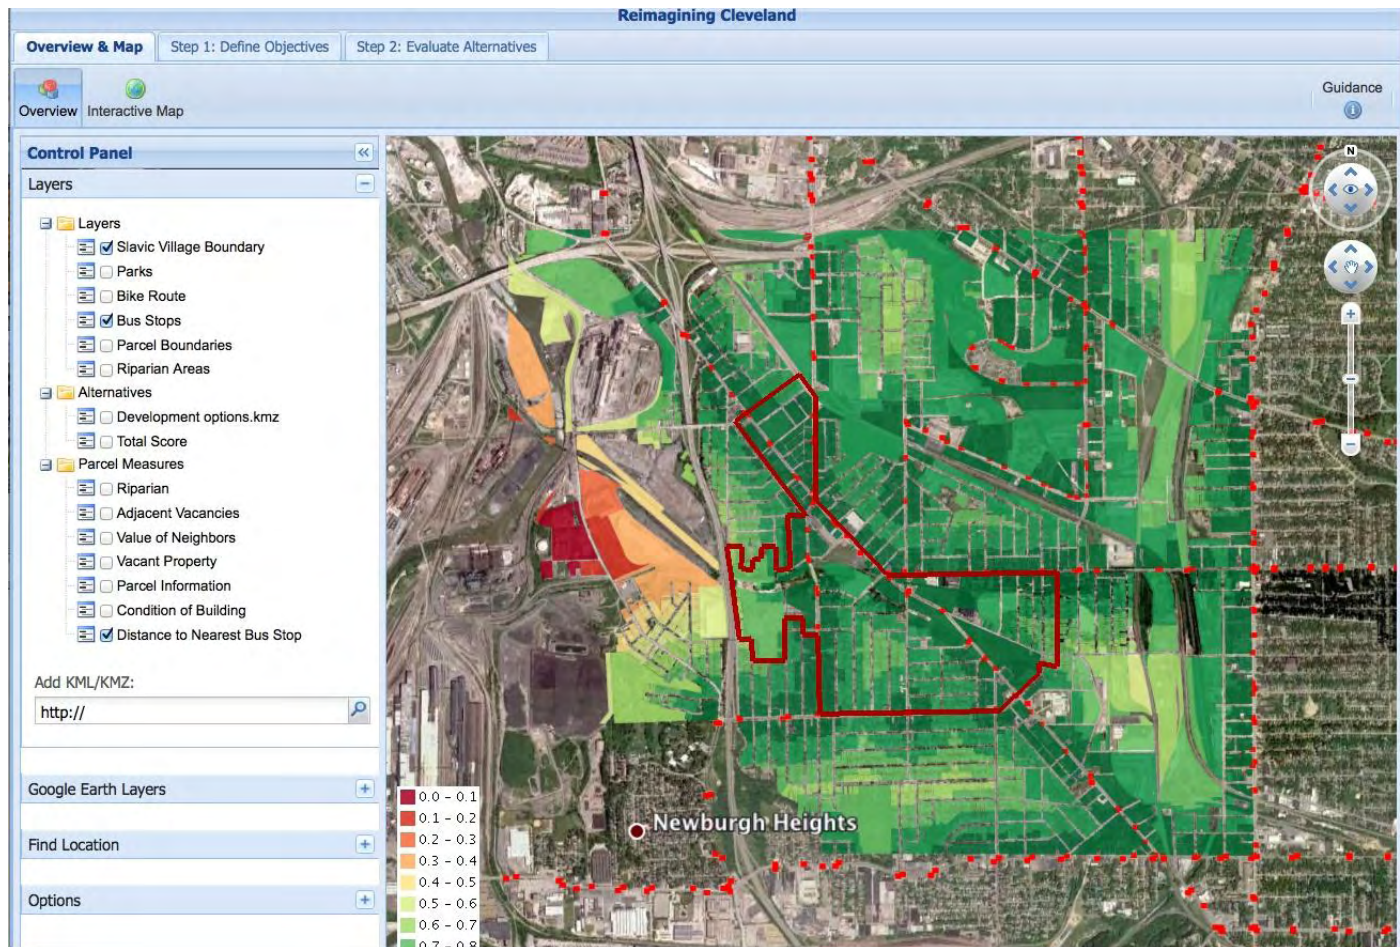 Reimagining Cleveland
Overview & Map
Step 1: Define Objectives
Step 2: Evaluate Alternatives
Overview
Interactive Map
Guidance
Control Panel
Layers
Layers
Slavic Village Boundary
Parks
Bike Route
Bus Stops
Parcel Boundaries
Riparian Areas
Alternatives
Development options.kmz
Total Score
Parcel Measures
Riparian
Adjacent Vacancies
Value of Neighbors
Vacant Property
Parcel Information
Condition of Building
Distance to Nearest Bus Stop
Add KML/KMZ:
http://
Google Earth Layers
Find Location
Options
N
Newburgh Heights
0.0 - 0.1
0.1 - 0.2
0.2 - 0.3
0.3 - 0.4
0.4 - 0.5
0.5 - 0.6
0.6 - 0.7
0.7 - 0.8